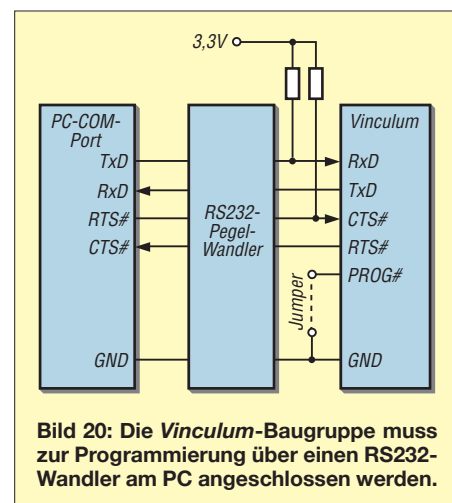 3,3V
PC-COM-
Port
Vinculum
TxD
RxD
RxD
TxD
RTS#
RS232-
Pegel-
Wandler
CTS#
CTS#
RTS#
PROG#
Jumper
GND
GND
Bild 20: Die Vinculum-Baugruppe muss
zur Programmierung über einen RS232-
Wandler am PC angeschlossen werden.